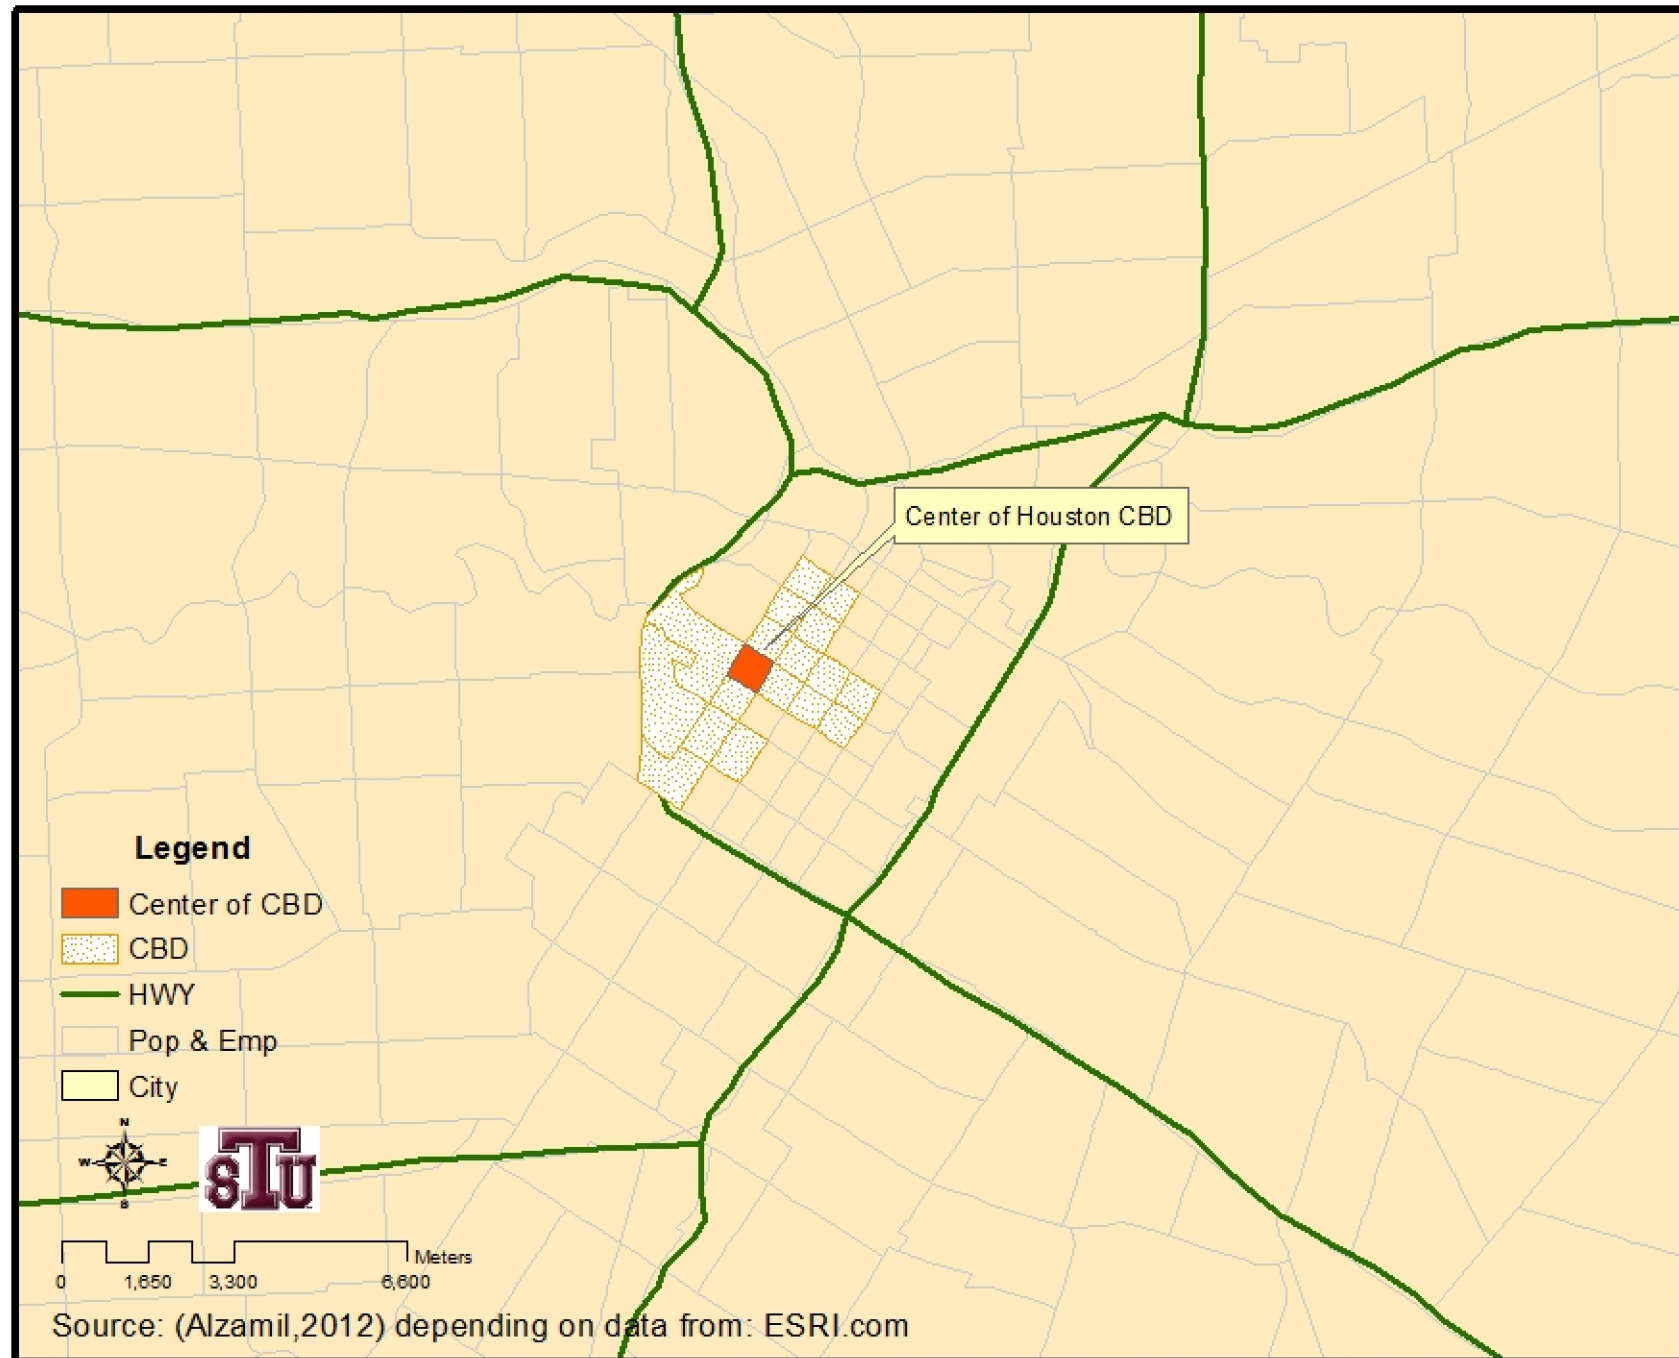 Center of Houston CBD
Legend
Center of CBD
CBD
HWY
Pop & Emp
City
N
W E
S
STU
Meters
0 1,650 3,300 6,600
Source: (Alzamil,2012) depending on data from: ESRI.com